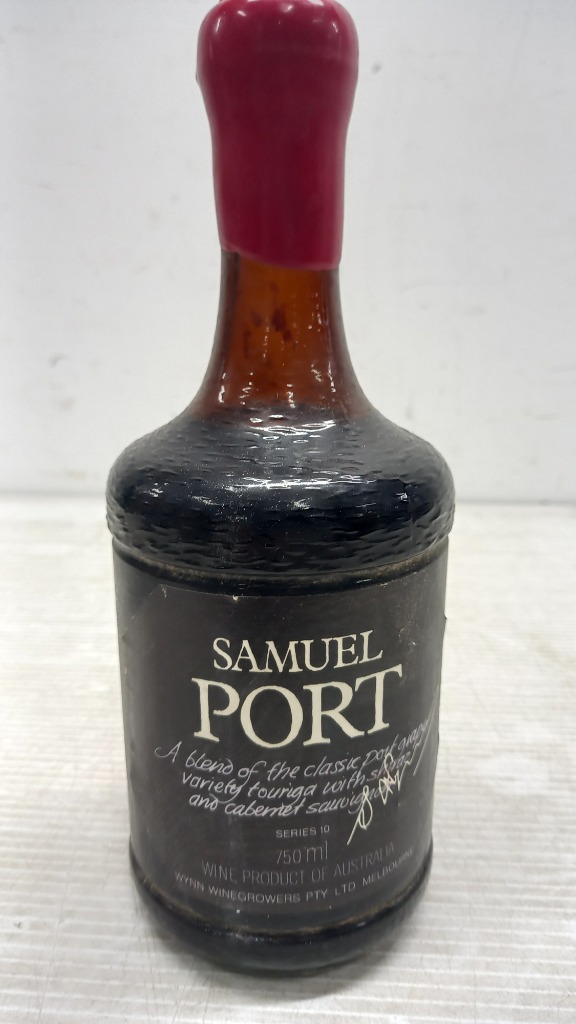 SAMUEL
PORT
A blend of the classic port grape
variety touriga with shiraz
and cabernet sauvignon
SERIES 10
750ml
WINE PRODUCT OF AUSTRALIA
WYNN WINEGROWERS PTY LTD MELBOURNE